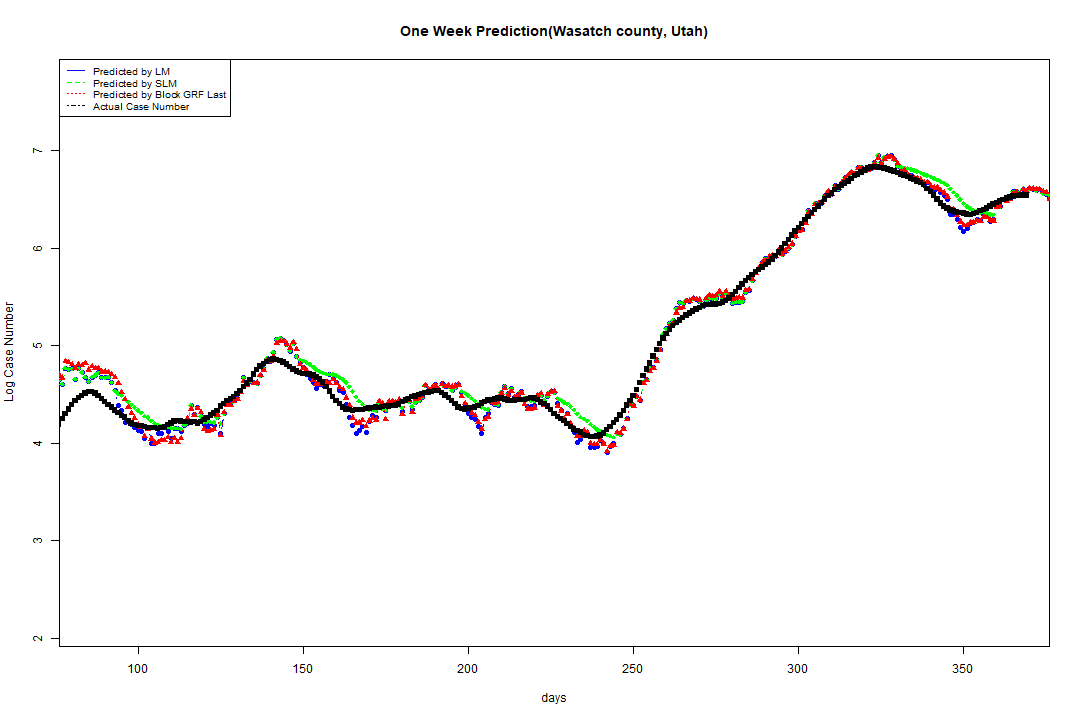 One Week Prediction(Wasatch county, Utah)
Predicted by LM
Predicted by SLM
Predicted by Block GRF Last
Actual Case Number
7
6
5
4
3
2
Log Case Number
100 150 200 250 300 350
days